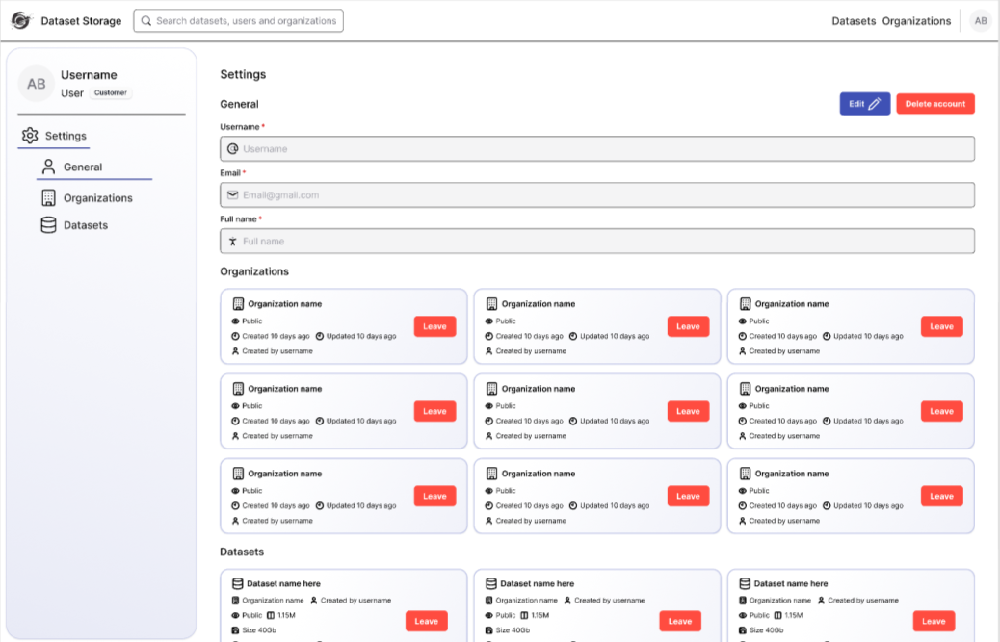 Dataset Storage
Search datasets, users and organizations
Datasets Organizations
AB
AB
Username
User Customer
Settings
General
Organizations
Datasets
Settings
General
Edit
Delete account
Username *
Username
Email *
Email@gmail.com
Full name *
Full name
Organizations
Organization name
Public
Created 10 days ago Updated 10 days ago
Created by username
Leave
Organization name
Public
Created 10 days ago Updated 10 days ago
Created by username
Leave
Organization name
Public
Created 10 days ago Updated 10 days ago
Created by username
Leave
Organization name
Public
Created 10 days ago Updated 10 days ago
Created by username
Leave
Organization name
Public
Created 10 days ago Updated 10 days ago
Created by username
Leave
Organization name
Public
Created 10 days ago Updated 10 days ago
Created by username
Leave
Organization name
Public
Created 10 days ago Updated 10 days ago
Created by username
Leave
Organization name
Public
Created 10 days ago Updated 10 days ago
Created by username
Leave
Organization name
Public
Created 10 days ago Updated 10 days ago
Created by username
Leave
Datasets
Dataset name here
Organization name Created by username
Public 1.15M
Size 40Gb
Leave
Dataset name here
Organization name Created by username
Public 1.15M
Size 40Gb
Leave
Dataset name here
Organization name Created by username
Public 1.15M
Size 40Gb
Leave